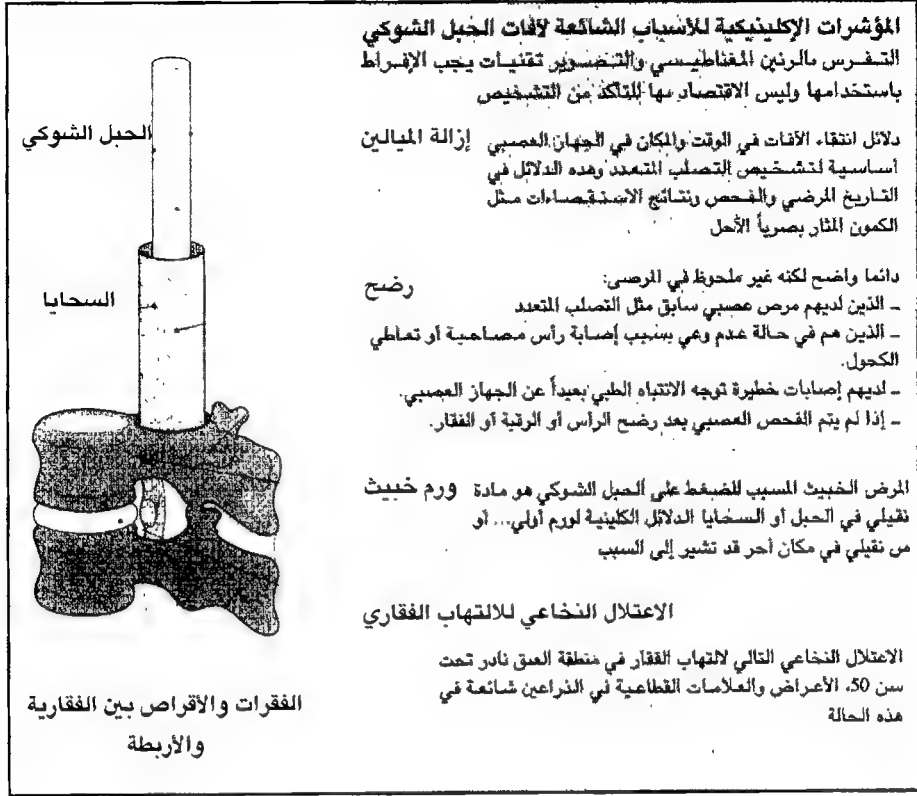 المؤشرات الإكلينيكية للأسباب الشائعة لآفات الحبل الشوكي
التفرس بالرنين المغناطيسي والتصوير تقنيات يجب الإفراط
باستخدامها وليس الاقتصاد بها للتأكد من التشخيص
إزالة الميالين
دلائل انتقاء الآفات في الوقت والمكان في الجهاز العصبي
أساسية لتشخيص التصلب المتعدد وهذه الدلائل في
التاريخ المرضي والفحص ونتائج الاستقصاءات مثل
الكمون المثار بصرياً الأحل
رضح
دائما واضح لكنه غير ملحوظ في المرضى:
ـ الذين لديهم مرض عصبي سابق مثل التصلب المتعدد
ـ الذين هم في حالة عدم وعي بسبب إصابة رأس مصاحبة أو تعاطي
الكحول.
ـ لديهم إصابات خطيرة توجه الانتباه الطبي بعيداً عن الجهاز العصبي.
ـ إذا لم يتم الفحص العصبي بعد رضح الرأس أو الرقبة أو الفقار.
ورم خبيث
المرض الخبيث المسبب للضغط على الحبل الشوكي هو مادة
نقيلي في الحبل أو السحايا الدلائل الكلينية لورم أولي... أو
من نقيلي في مكان آحر قد تشير إلى السبب
الاعتلال النخاعي للالتهاب الفقاري
الاعتلال النخاعي التالي لالتهاب الفقار في منطقة العنق نادر تحت
سن 50، الأعراض والعلامات القطاعية في الذراعين شائعة في
هذه الحالة
الحبل الشوكي
السحايا
الفقرات والأقراص بين الفقارية
والأربطة